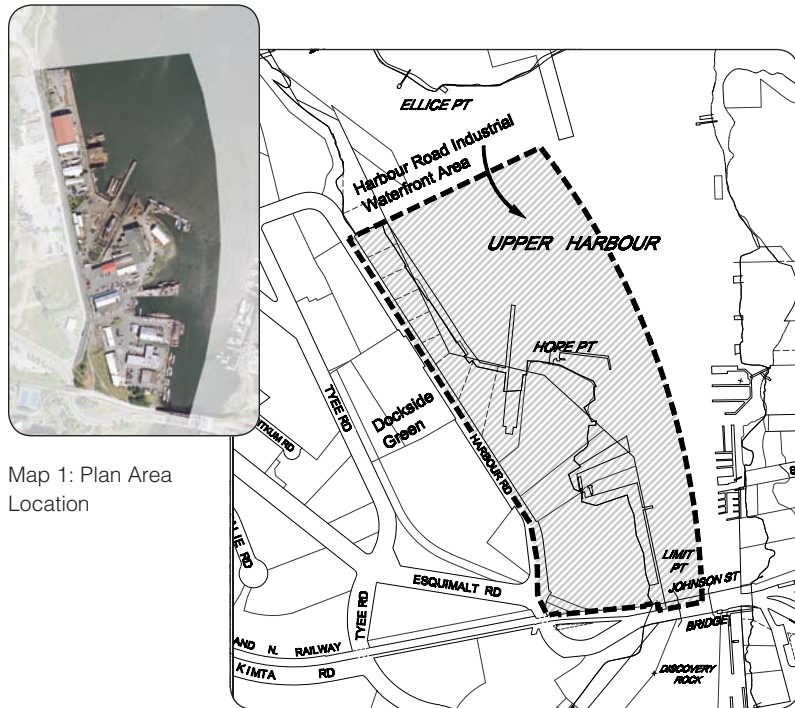 ELLICE PT
Harbour Road Industrial
Waterfront Area
UPPER HARBOUR
HOPE PT
TYEE RD
Dockside
Green
HARBOUR RD
Map 1: Plan Area
Location
LIMIT
PT
JOHNSON ST
ESQUIMALT RD
BRIDGE
TYEE RD
AND N. RAILWAY
KIMTA RD
DISCOVERY
ROCK